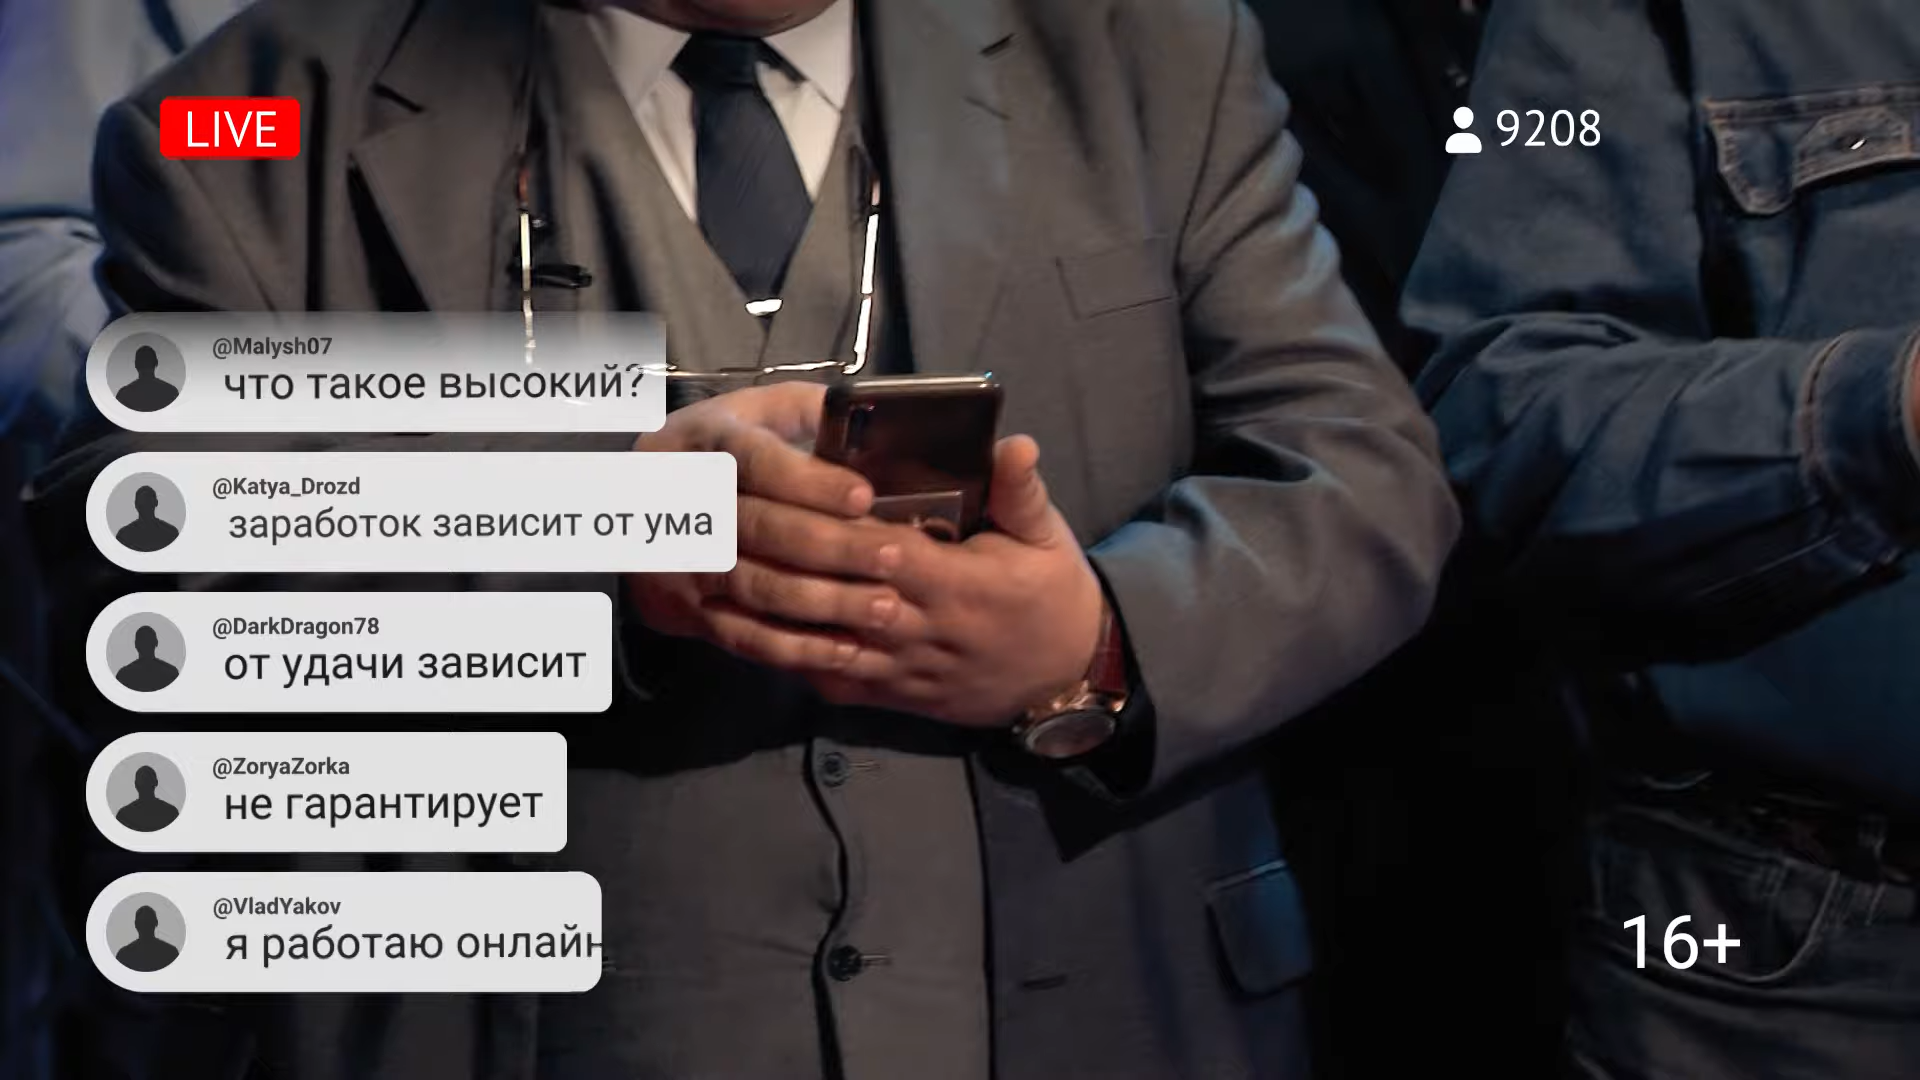 LIVE
9208
@Malysh07
что такое высокий?
@Katya_Drozd
заработок зависит от ума
@DarkDragon78
от удачи зависит
@ZoryaZorka
не гарантирует
@VladYakov
я работаю онлайн
16+